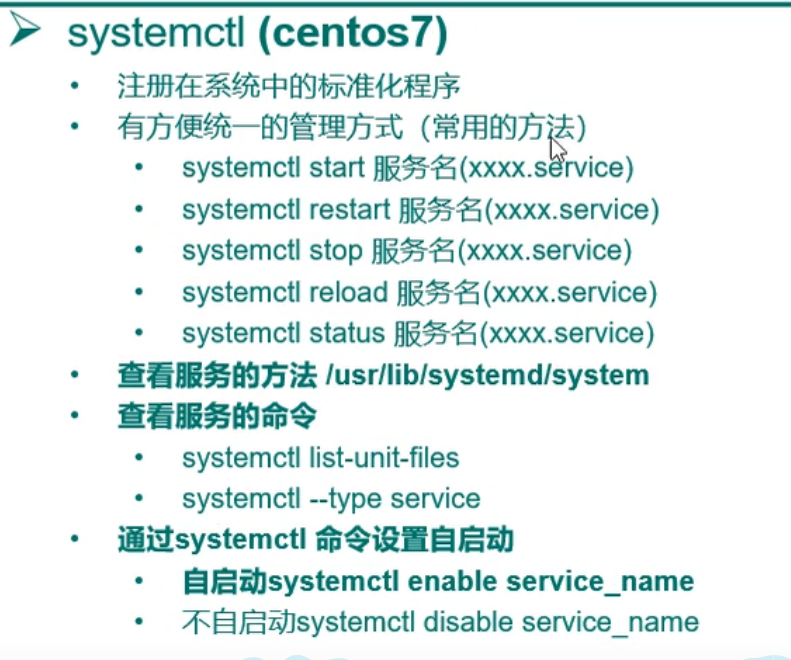 systemctl (centos7)
注册在系统中的标准化程序
有方便统一的管理方式（常用的方法）
systemctl start 服务名(xxxx.service)
systemctl restart 服务名(xxxx.service)
systemctl stop 服务名(xxxx.service)
systemctl reload 服务名(xxxx.service)
systemctl status 服务名(xxxx.service)
查看服务的方法 /usr/lib/systemd/system
查看服务的命令
systemctl list-unit-files
systemctl --type service
通过systemctl 命令设置自启动
自启动systemctl enable service_name
不自启动systemctl disable service_name